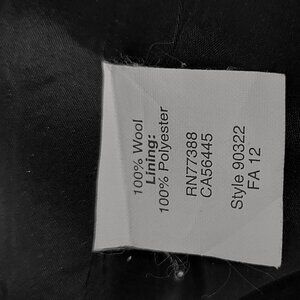 100% Wool
Lining:
100% Polyester
RN77388
CA56445
Style 90322
FA 12